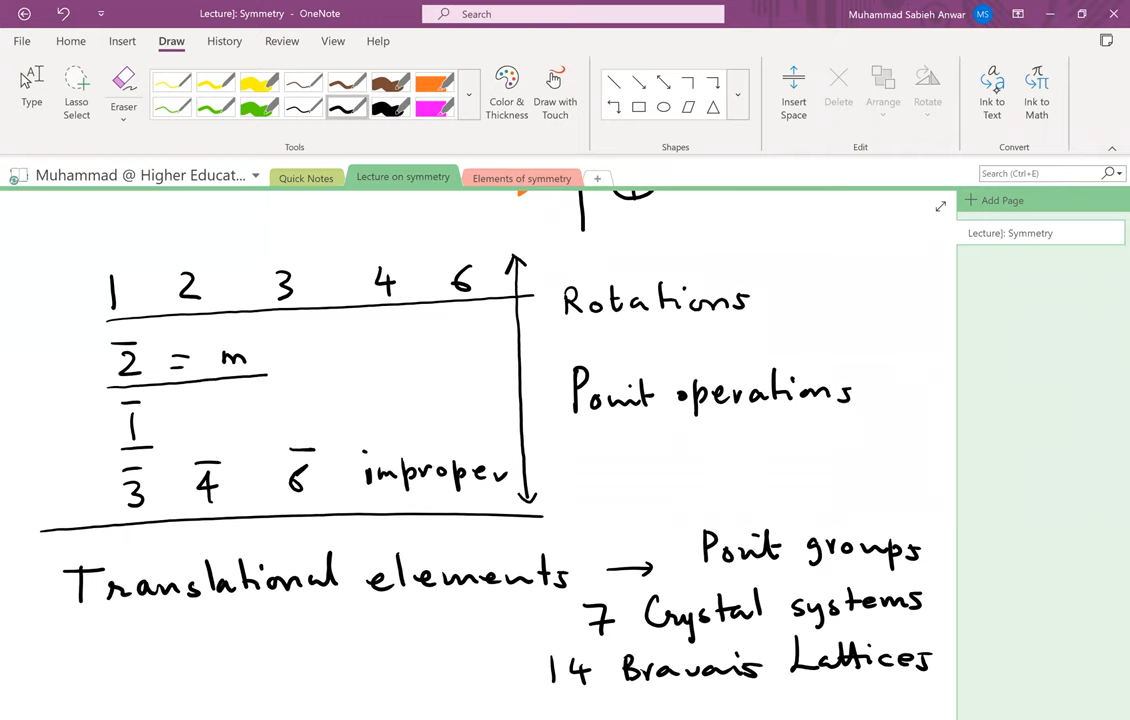 Lecture]: Symmetry - OneNote
Search
Muhammad Sabieh Anwar
MS
File Home Insert Draw History Review View Help
Type
Lasso Select
Eraser
Color & Thickness
Draw with Touch
Insert Space
Delete
Arrange
Rotate
Ink to Text
Ink to Math
Tools
Shapes
Edit
Convert
Muhammad @ Higher Educat...
Quick Notes
Lecture on symmetry
Elements of symmetry
Search (Ctrl+E)
Add Page
Lecture]: Symmetry
1 2 3 4 6
Rotations
2̅ = m
Point operations
1̅
3̅ 4̅ 6̅ improper
Translational elements → Point groups
7 Crystal systems
14 Bravais Lattices